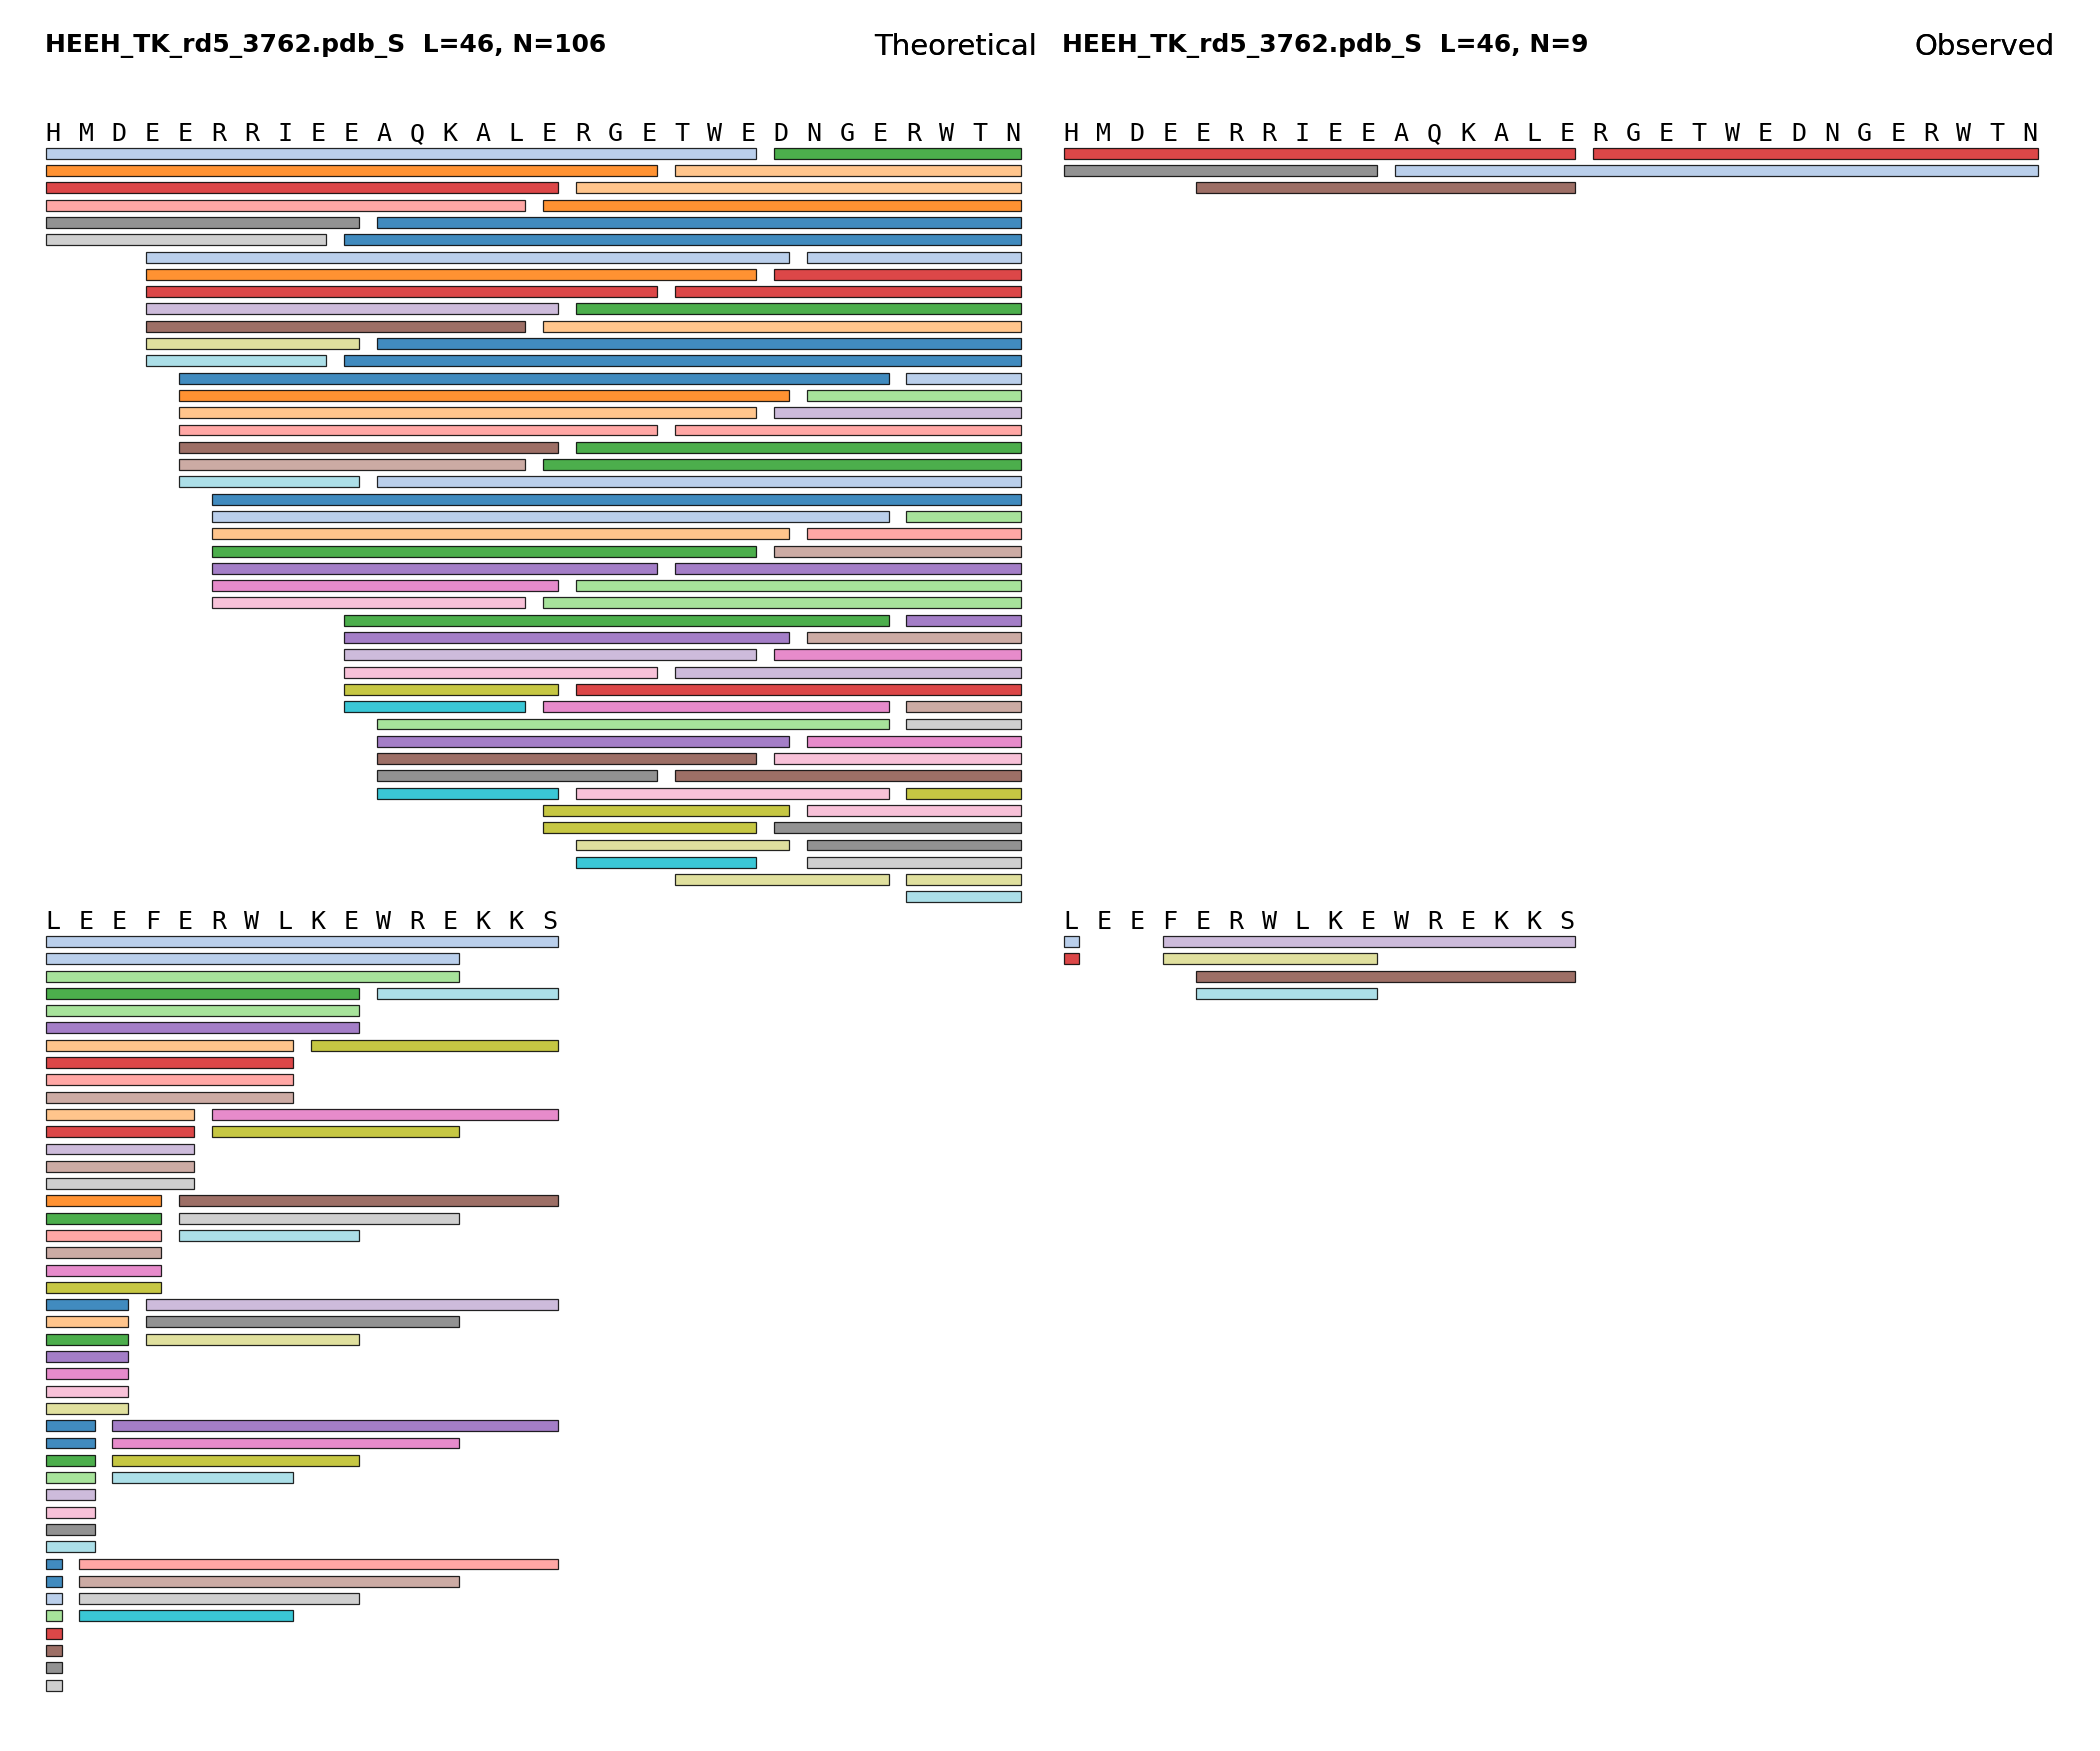 HEEH_TK_rd5_3762.pdb_S L=46, N=106
Theoretical
H M D E E R R I E E A Q K A L E R G E T W E D N G E R W T N
L E E F E R W L K E W R E K K S
HEEH_TK_rd5_3762.pdb_S L=46, N=9
Observed
H M D E E R R I E E A Q K A L E R G E T W E D N G E R W T N
L E E F E R W L K E W R E K K S